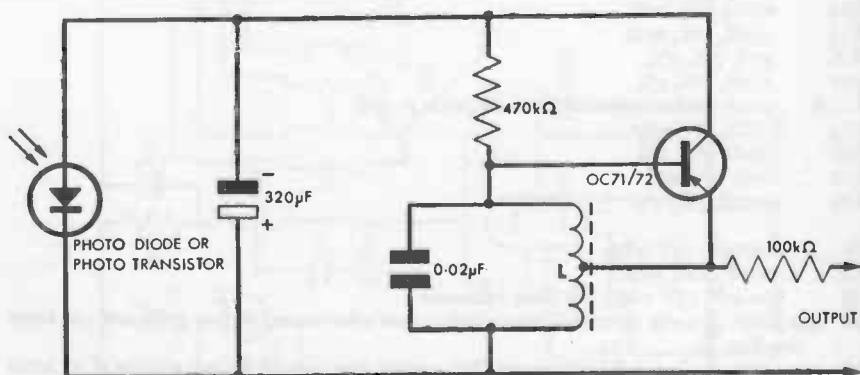 470kΩ
OC71/72
−
320μF
+
PHOTO DIODE OR
PHOTO TRANSISTOR
0·02μF
L
100kΩ
OUTPUT